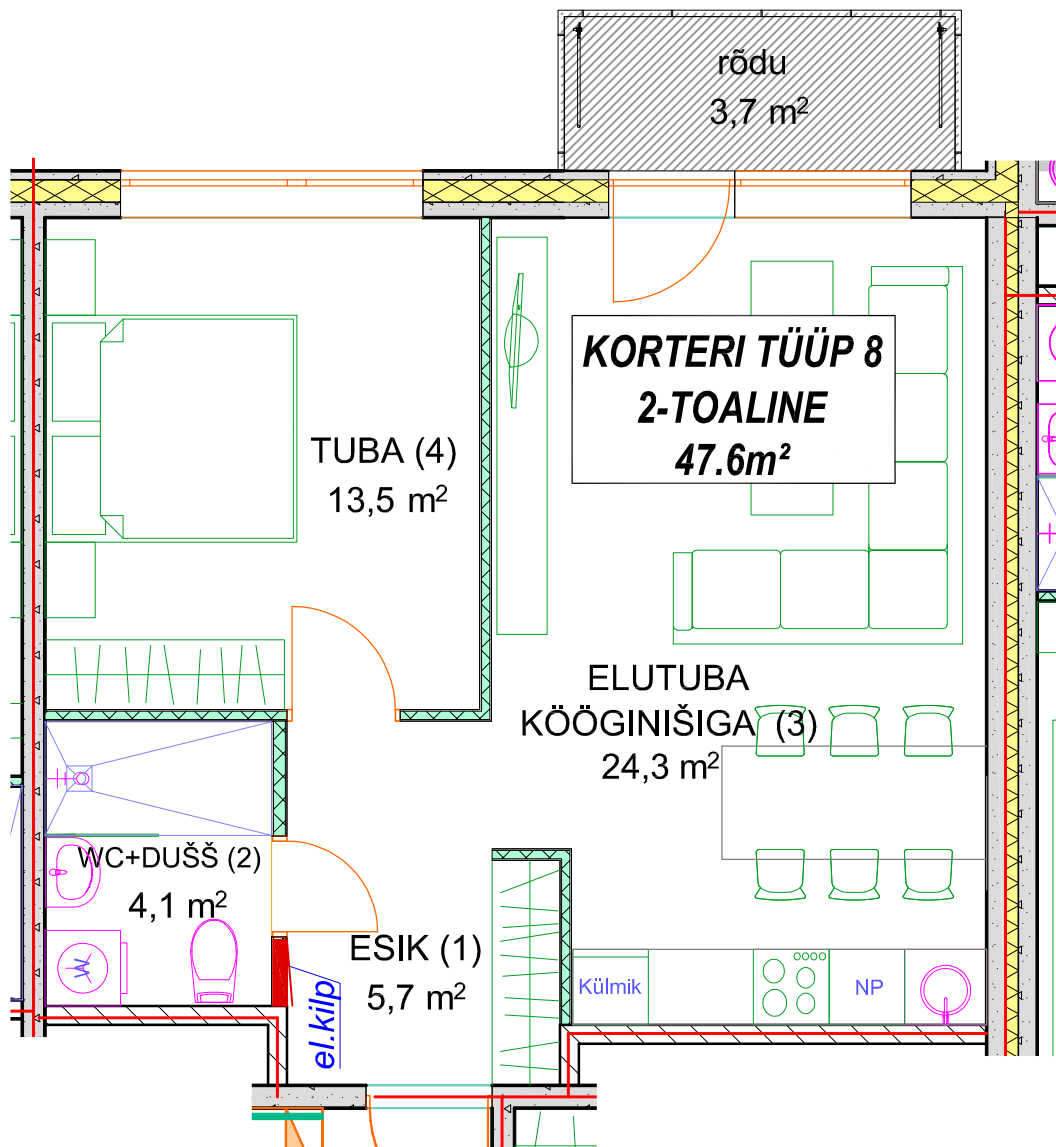 rõdu
3,7 m²
KORTERI TÜÜP 8
2-TOALINE
47.6m²
TUBA (4)
13,5 m²
ELUTUBA
KÖÖGINIŠIGA (3)
24,3 m²
WC+DUŠŠ (2)
4,1 m²
ESIK (1)
5,7 m²
el.kilp
W
Külmik
NP